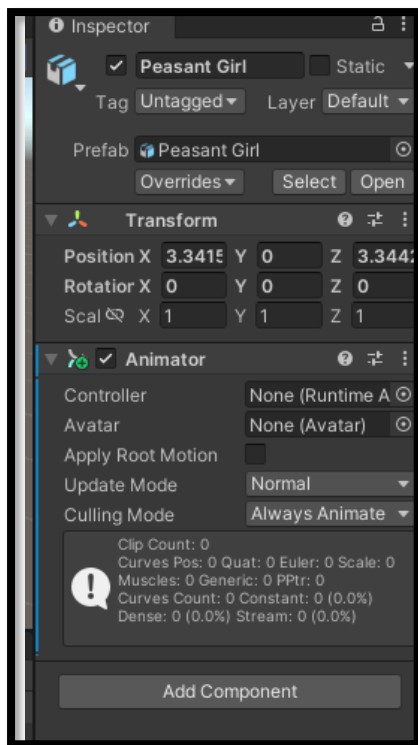 Inspector
Peasant Girl Static
Tag Untagged Layer Default
Prefab Peasant Girl
Overrides Select Open
Transform
Position X 3.3415 Y 0 Z 3.3442
Rotation X 0 Y 0 Z 0
Scal X 1 Y 1 Z 1
Animator
Controller None (Runtime A
Avatar None (Avatar)
Apply Root Motion
Update Mode Normal
Culling Mode Always Animate
Clip Count: 0
Curves Pos: 0 Quat: 0 Euler: 0 Scale: 0
Muscles: 0 Generic: 0 PPtr: 0
Curves Count: 0 Constant: 0 (0.0%)
Dense: 0 (0.0%) Stream: 0 (0.0%)
Add Component